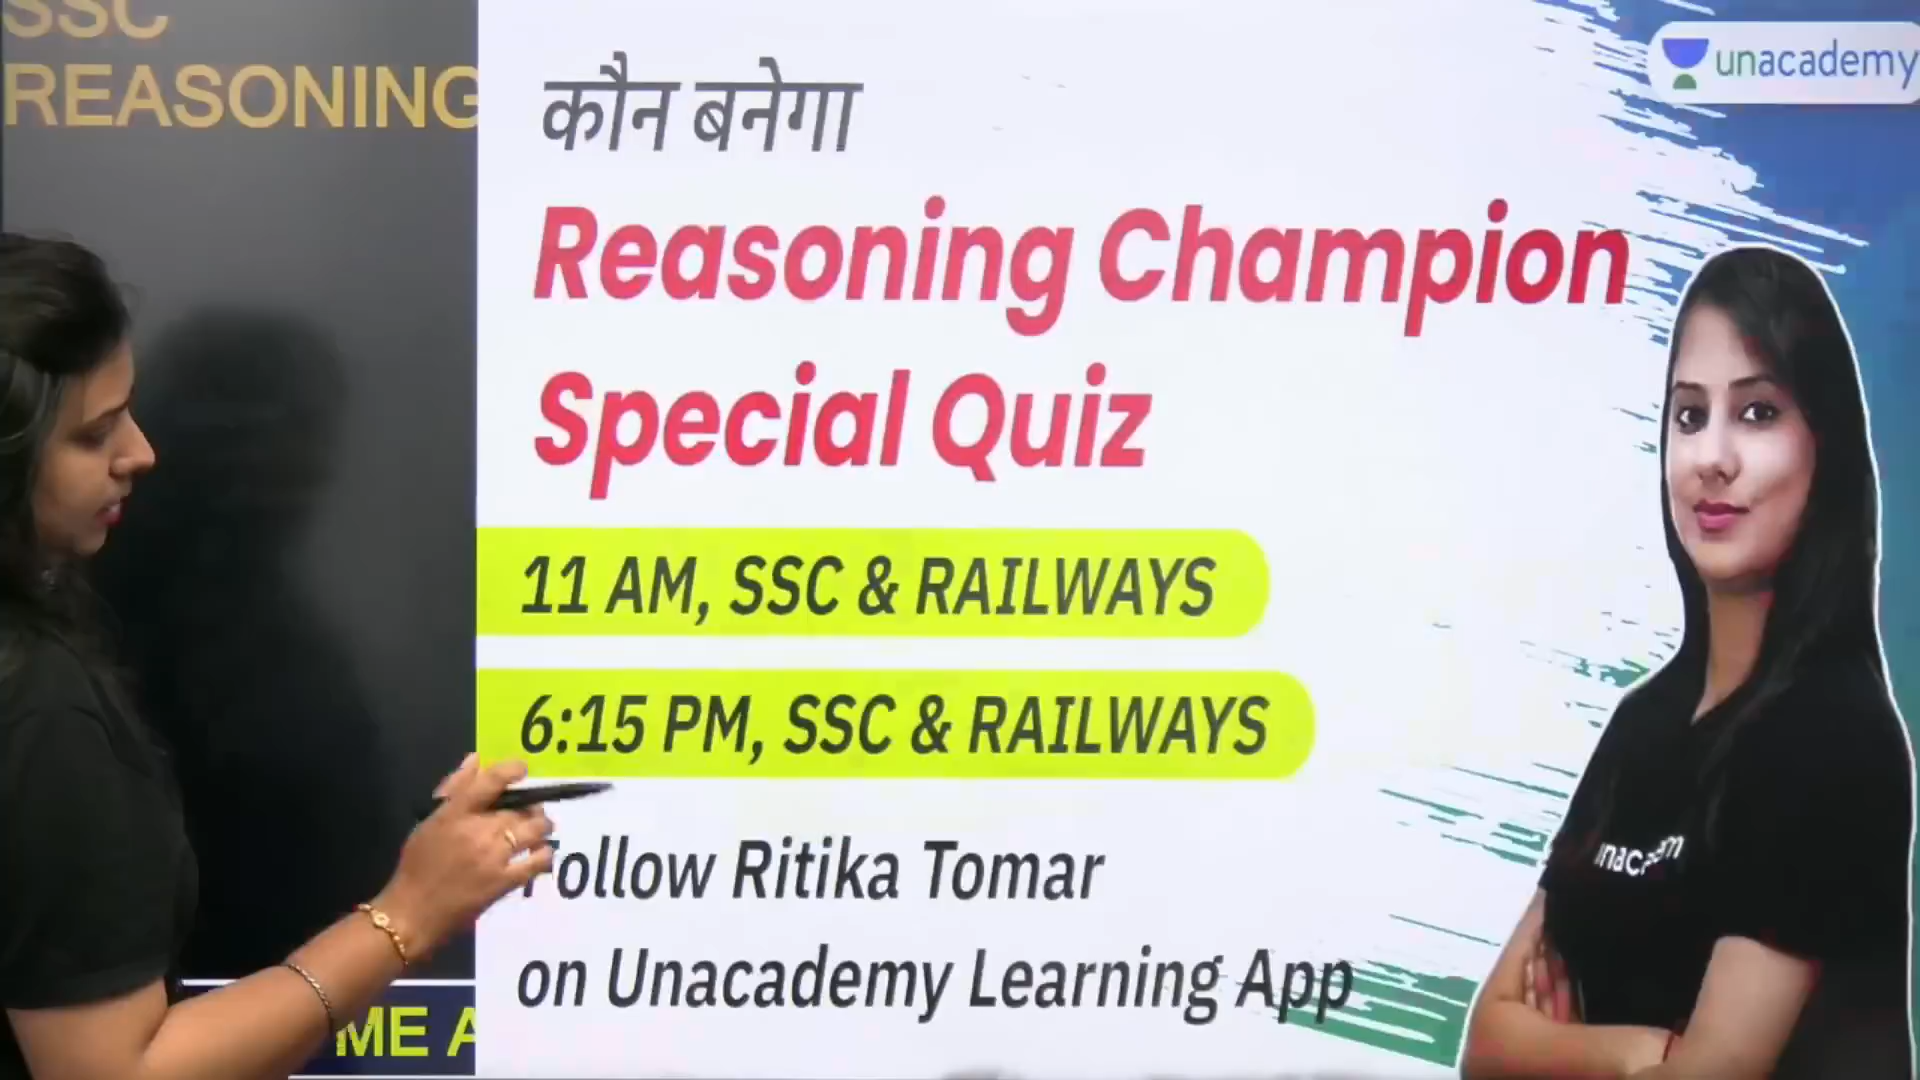 SSC
REASONING
unacademy
कौन बनेगा
Reasoning Champion
Special Quiz
11 AM, SSC & RAILWAYS
6:15 PM, SSC & RAILWAYS
Follow Ritika Tomar
on Unacademy Learning App
ME A